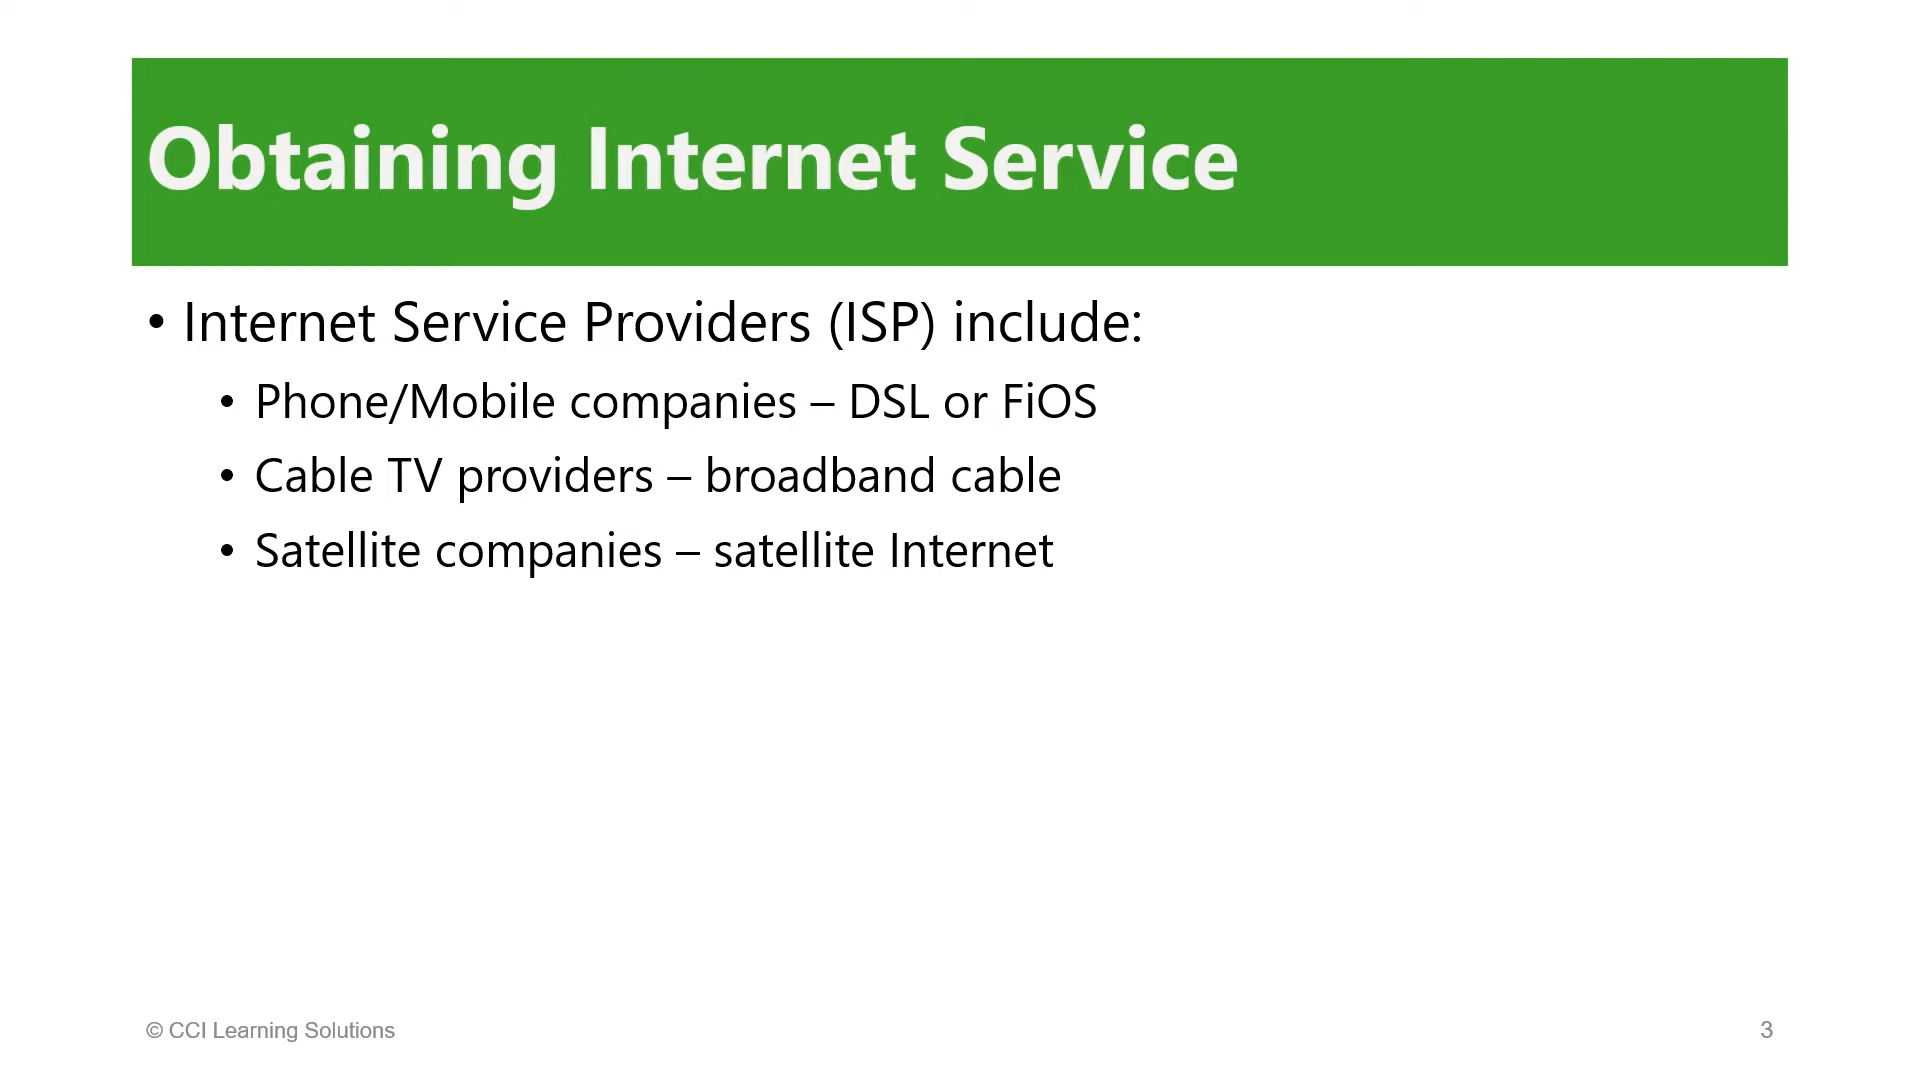 Obtaining Internet Service
• Internet Service Providers (ISP) include:
• Phone/Mobile companies – DSL or FiOS
• Cable TV providers – broadband cable
• Satellite companies – satellite Internet
© CCI Learning Solutions
3